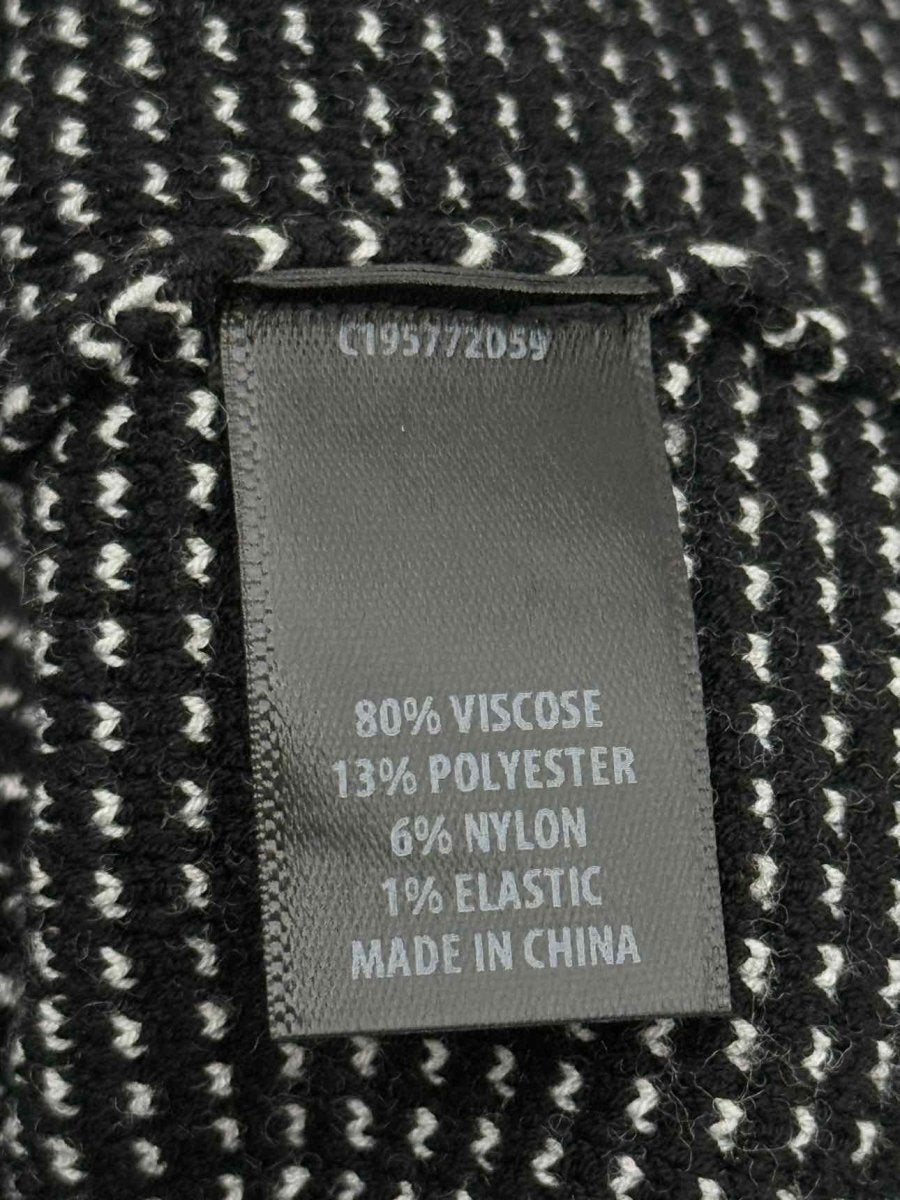 C195772059
80% VISCOSE
13% POLYESTER
6% NYLON
1% ELASTIC
MADE IN CHINA